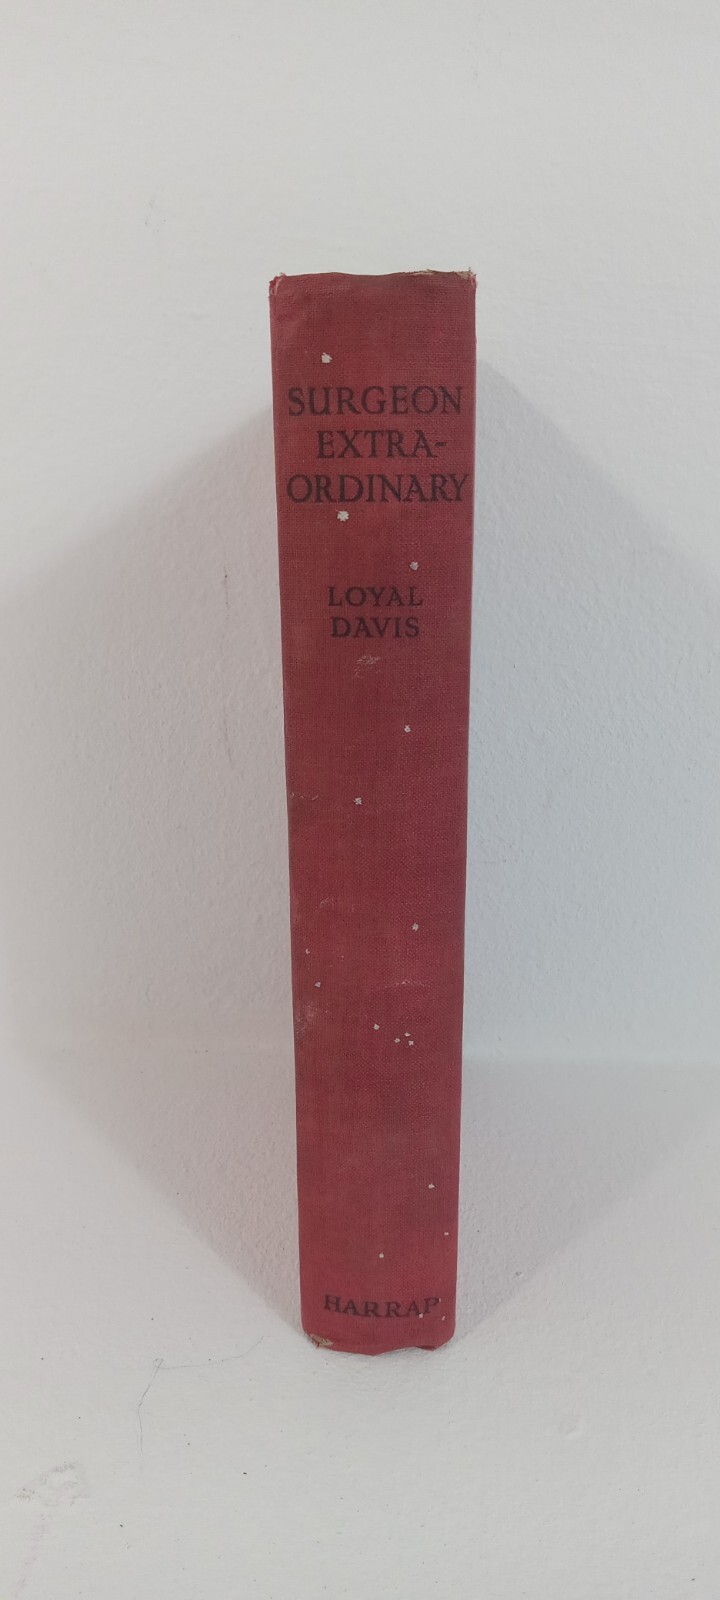 SURGEON
EXTRA-
ORDINARY
LOYAL
DAVIS
HARRAP